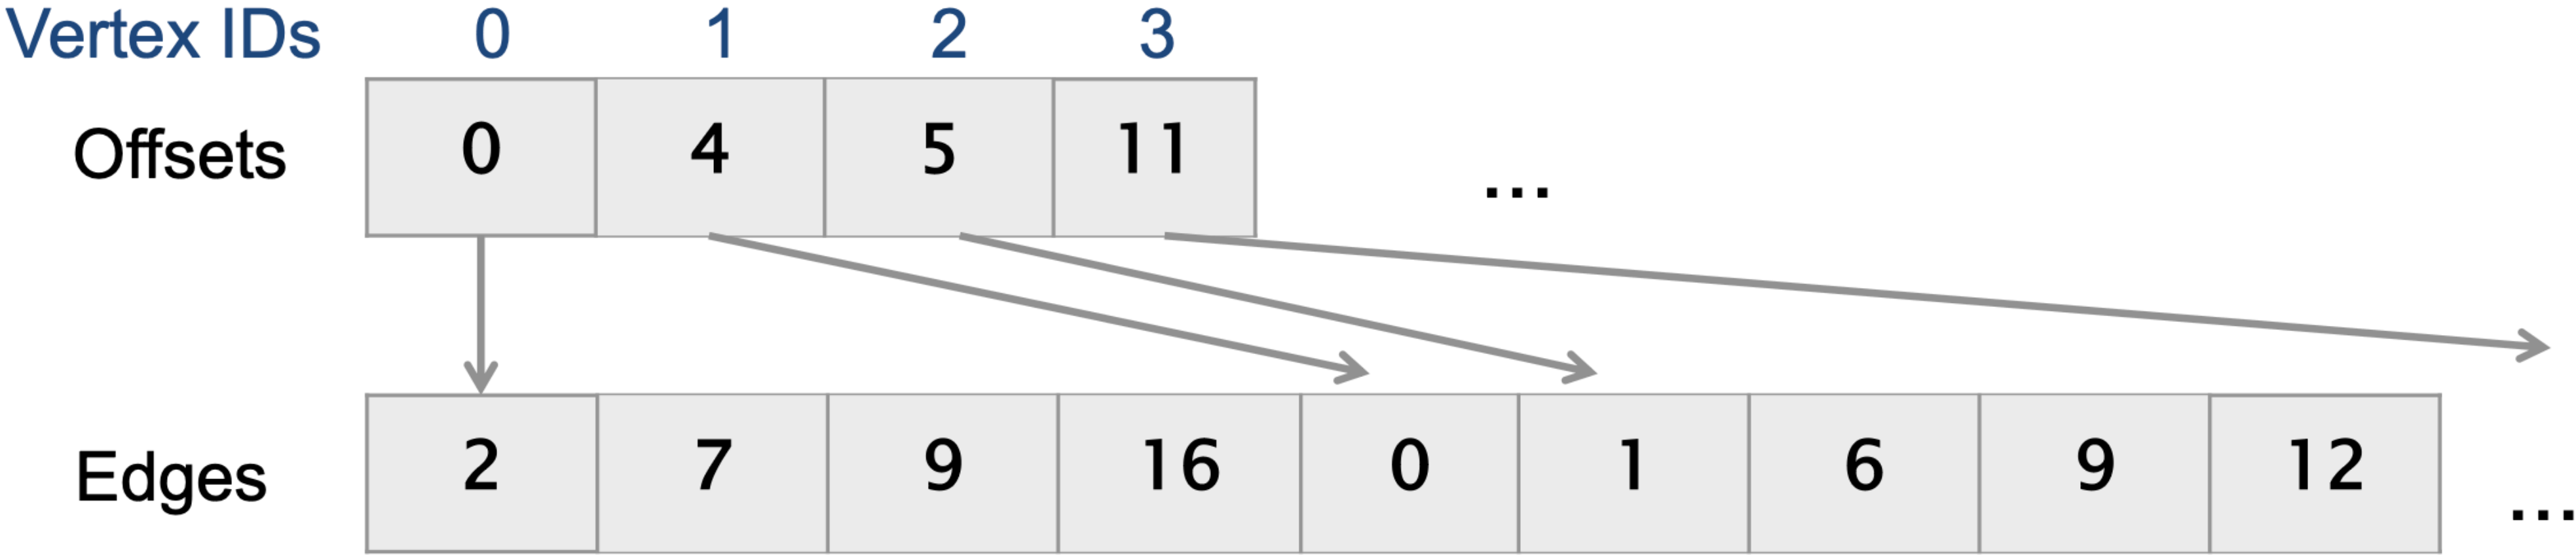 Vertex IDs 0 1 2 3
Offsets 0 4 5 11 ...
Edges 2 7 9 16 0 1 6 9 12 ...